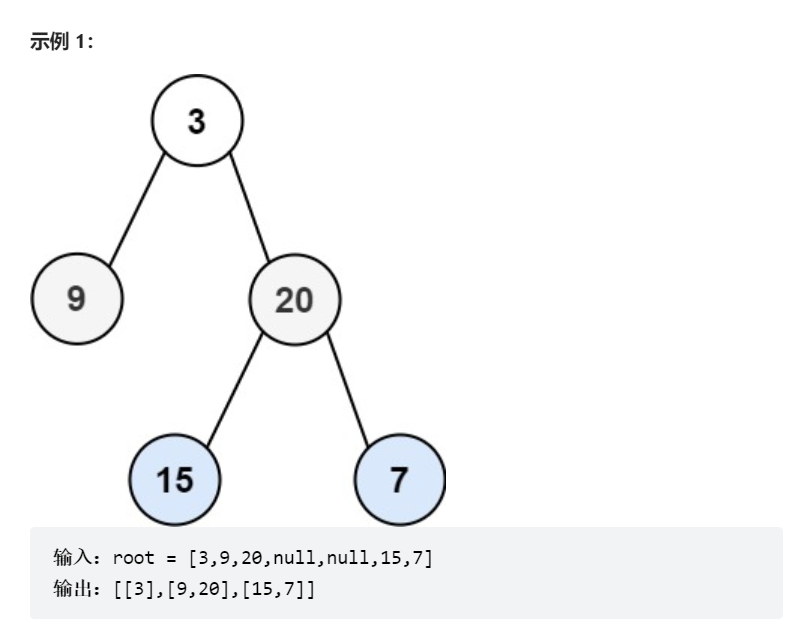 示例 1：
3
9
20
15
7
输入：root = [3,9,20,null,null,15,7]
输出：[[3],[9,20],[15,7]]